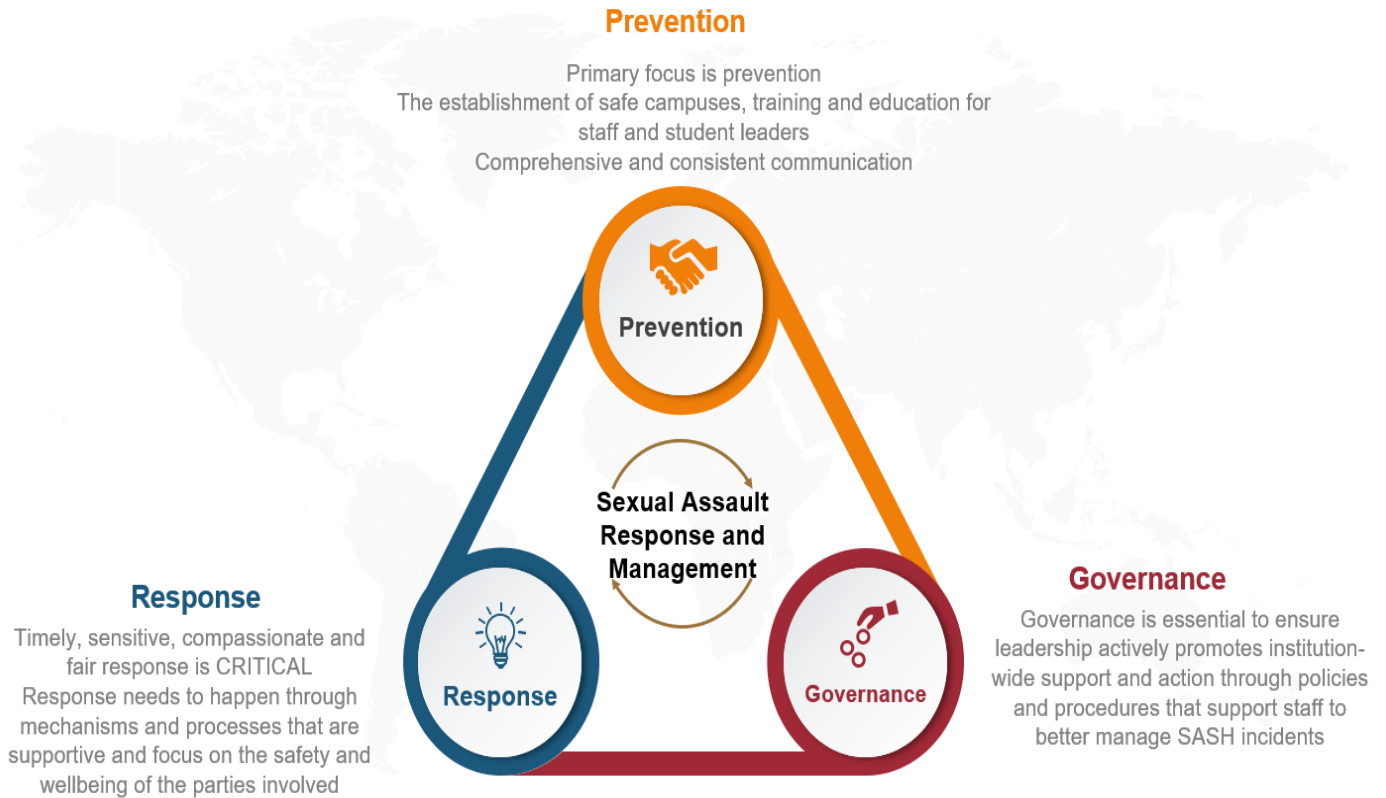 Prevention
Primary focus is prevention
The establishment of safe campuses, training and education for
staff and student leaders
Comprehensive and consistent communication
Prevention
Sexual Assault
Response and
Management
Response
Timely, sensitive, compassionate and
fair response is CRITICAL
Response needs to happen through
mechanisms and processes that are
supportive and focus on the safety and
wellbeing of the parties involved
Response
Governance
Governance
Governance is essential to ensure
leadership actively promotes institution-
wide support and action through policies
and procedures that support staff to
better manage SASH incidents